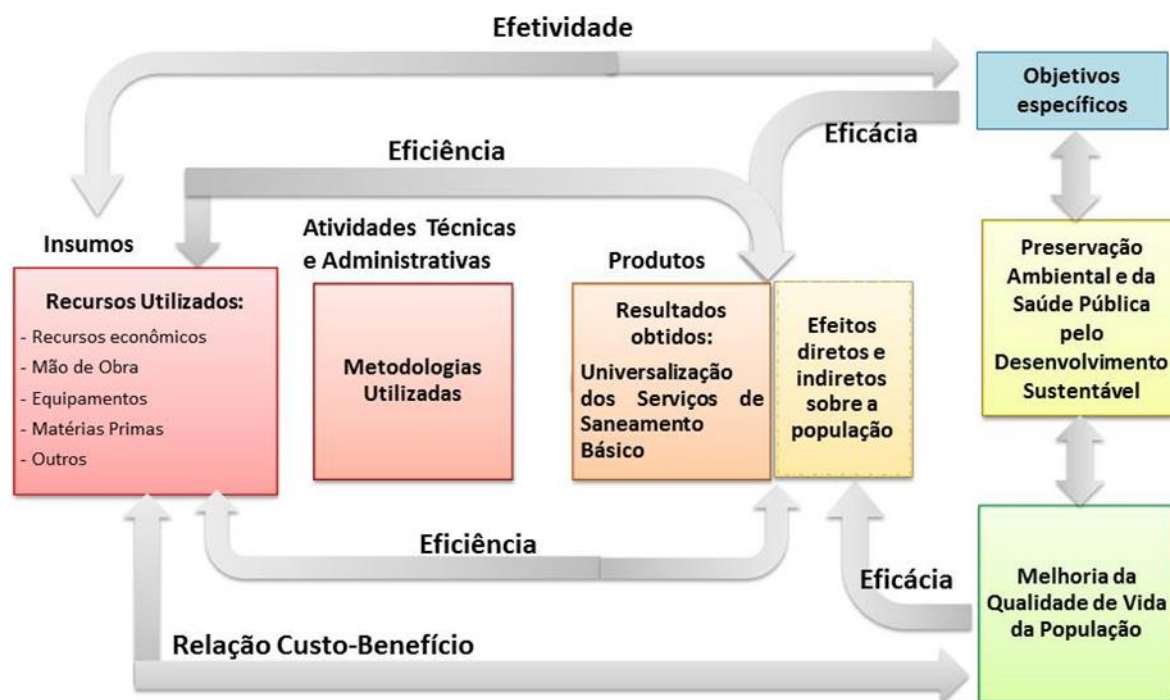 Efetividade
Objetivos
específicos
Eficácia
Eficiência
Insumos
Atividades Técnicas
e Administrativas
Produtos
Recursos Utilizados:
- Recursos econômicos
- Mão de Obra
- Equipamentos
- Matérias Primas
- Outros
Metodologias
Utilizadas
Resultados
obtidos:
Universalização
dos Serviços de
Saneamento
Básico
Efeitos
diretos e
indiretos
sobre a
população
Preservação
Ambiental e da
Saúde Pública
pelo
Desenvolvimento
Sustentável
Eficiência
Eficácia
Melhoria da
Qualidade de Vida
da População
Relação Custo-Benefício